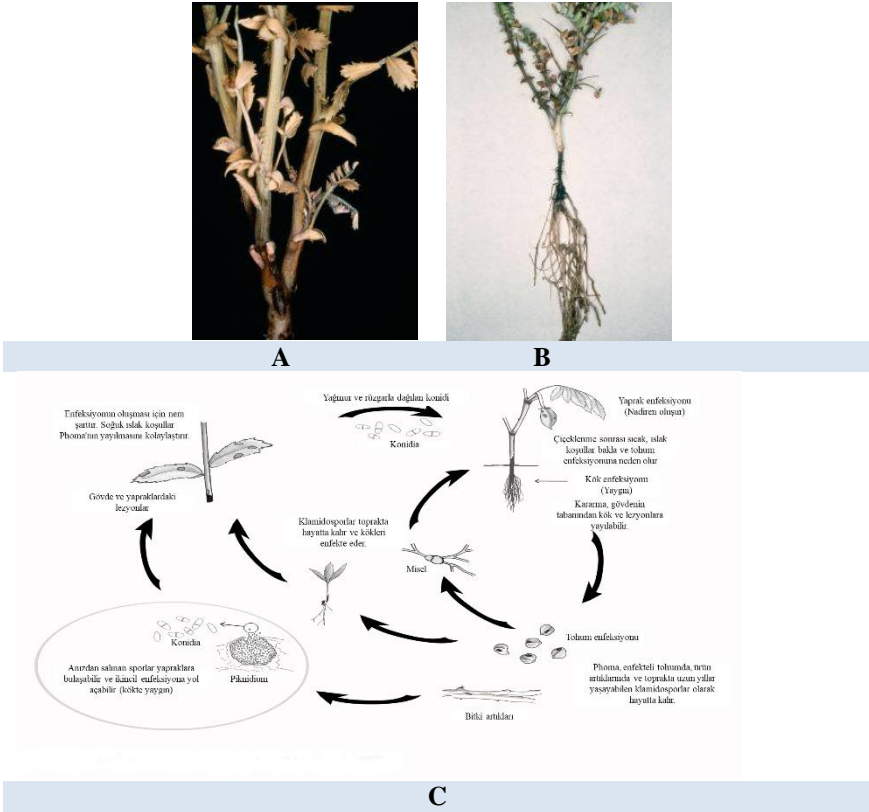 A
B
Enfeksiyonun oluşması için nem
şarttır. Soğuk ıslak koşullar
Phoma'nın yayılmasını kolaylaştırır.
Yağmur ve rüzgarla dağılan konidi
Konidia
Yaprak enfeksiyonu
(Nadiren oluşur)
Çiçeklenme sonrası sıcak, ıslak
koşullar bakla ve tohum
enfeksiyonuna neden olur
Kök enfeksiyonu
(Yaygın)
Kararma, gövdenin
tabanından kök ve lezyonlara
yayılabilir.
Gövde ve yapraklardaki
lezyonlar
Klamidosporlar toprakta
hayatta kalır ve kökleri
enfekte eder.
Misel
Konidia
Piknidium
Anızdan salınan sporlar yapraklara
bulaşabilir ve ikincil enfeksiyona yol
açabilir (kökte yaygın)
Tohum enfeksiyonu
Phoma, enfekteli tohumda, ürün
artıklarında ve toprakta uzun yıllar
yaşayabilen klamidosporlar olarak
hayatta kalır.
Bitki artıkları
C